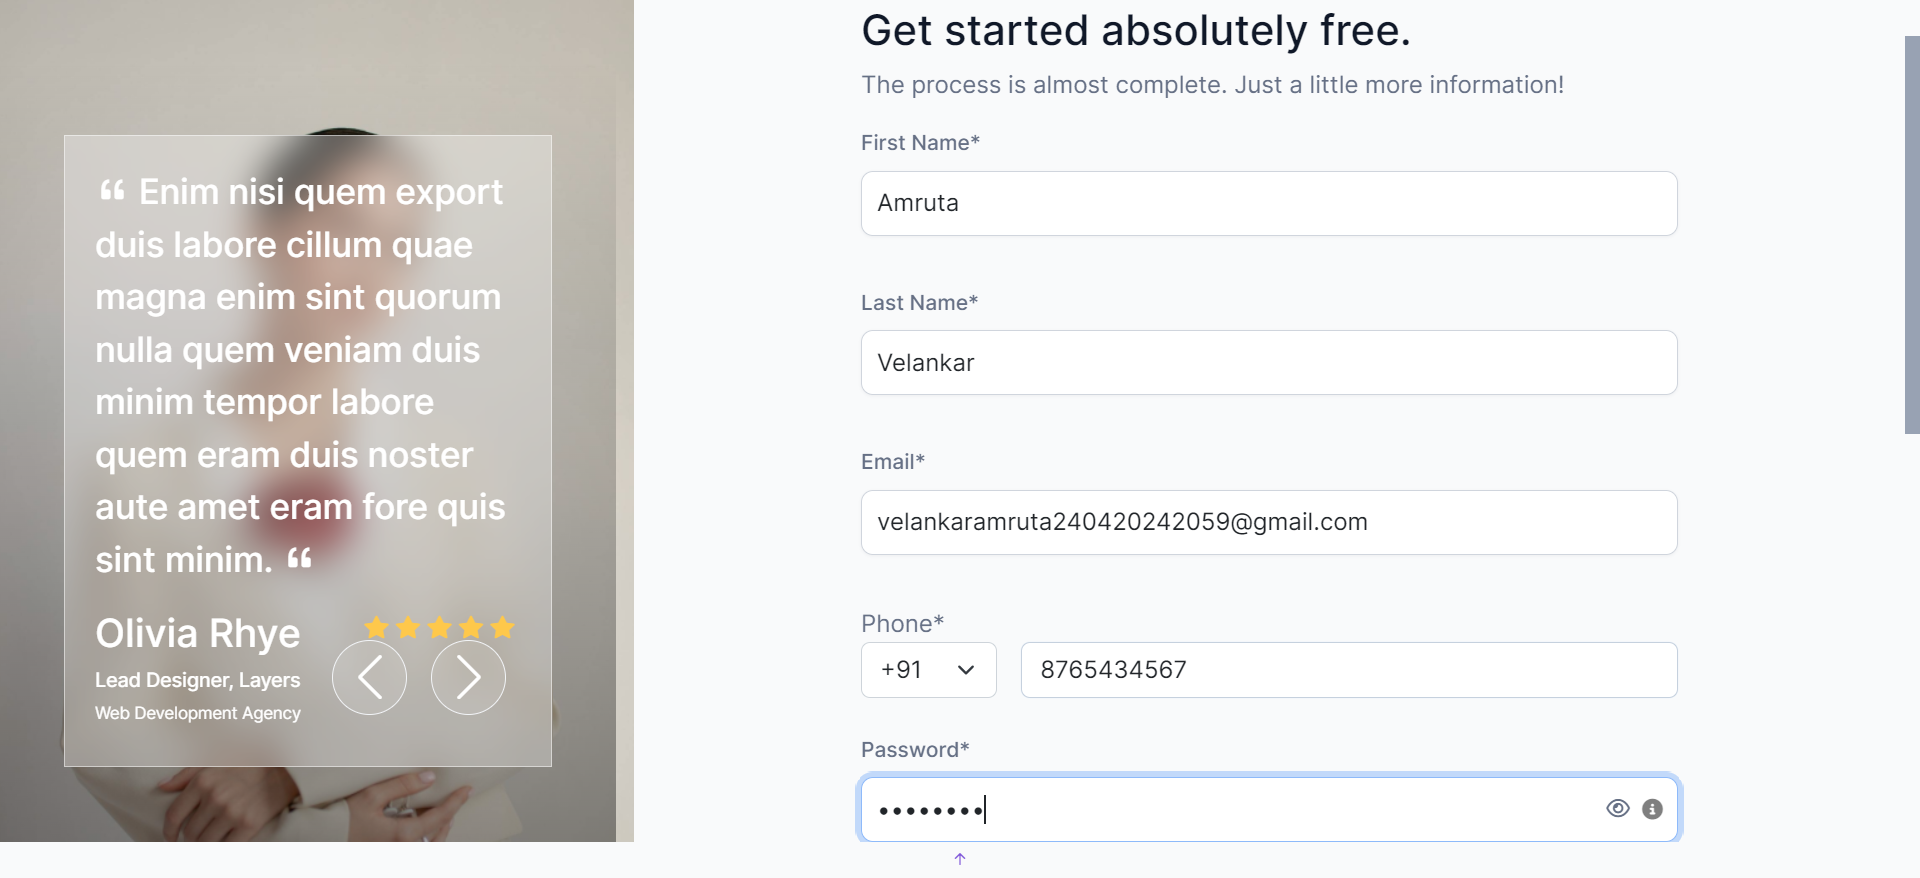 “ Enim nisi quem export
duis labore cillum quae
magna enim sint quorum
nulla quem veniam duis
minim tempor labore
quem eram duis noster
aute amet eram fore quis
sint minim. “
Olivia Rhye
Lead Designer, Layers
Web Development Agency
Get started absolutely free.
The process is almost complete. Just a little more information!
First Name*
Amruta
Last Name*
Velankar
Email*
velankaramruta240420242059@gmail.com
Phone*
+91 8765434567
Password*
••••••••